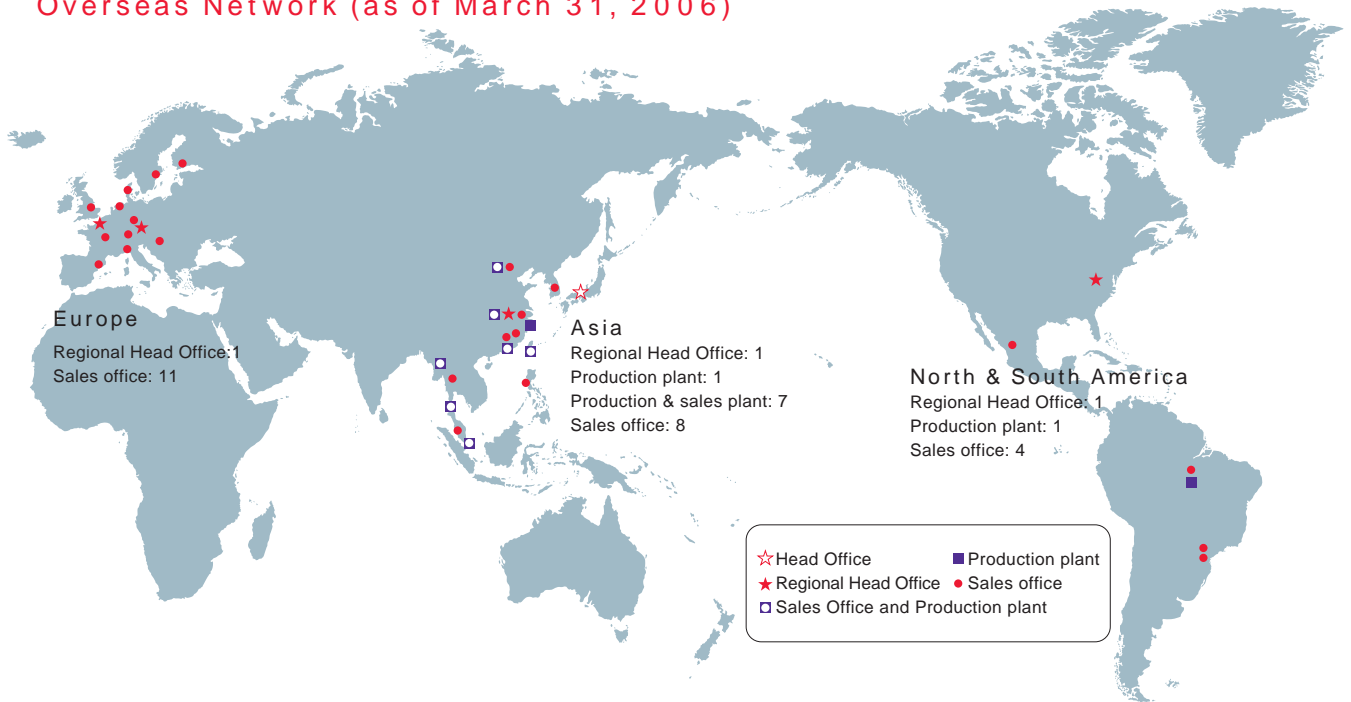 Overseas Network (as of March 31, 2006)
Europe
Regional Head Office:1
Sales office: 11
Asia
Regional Head Office: 1
Production plant: 1
Production & sales plant: 7
Sales office: 8
North & South America
Regional Head Office: 1
Production plant: 1
Sales office: 4
Head Office
Production plant
Regional Head Office
Sales office
Sales Office and Production plant